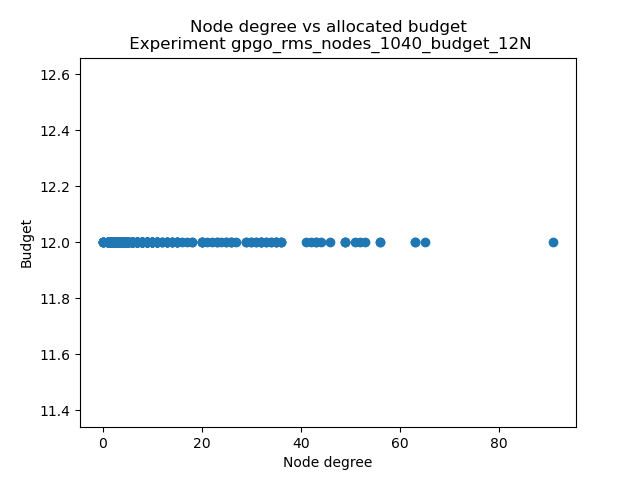 Node degree vs allocated budget
Experiment gpgo_rms_nodes_1040_budget_12N
12.6
12.4
12.2
12.0
11.8
11.6
11.4
Budget
0 20 40 60 80
Node degree